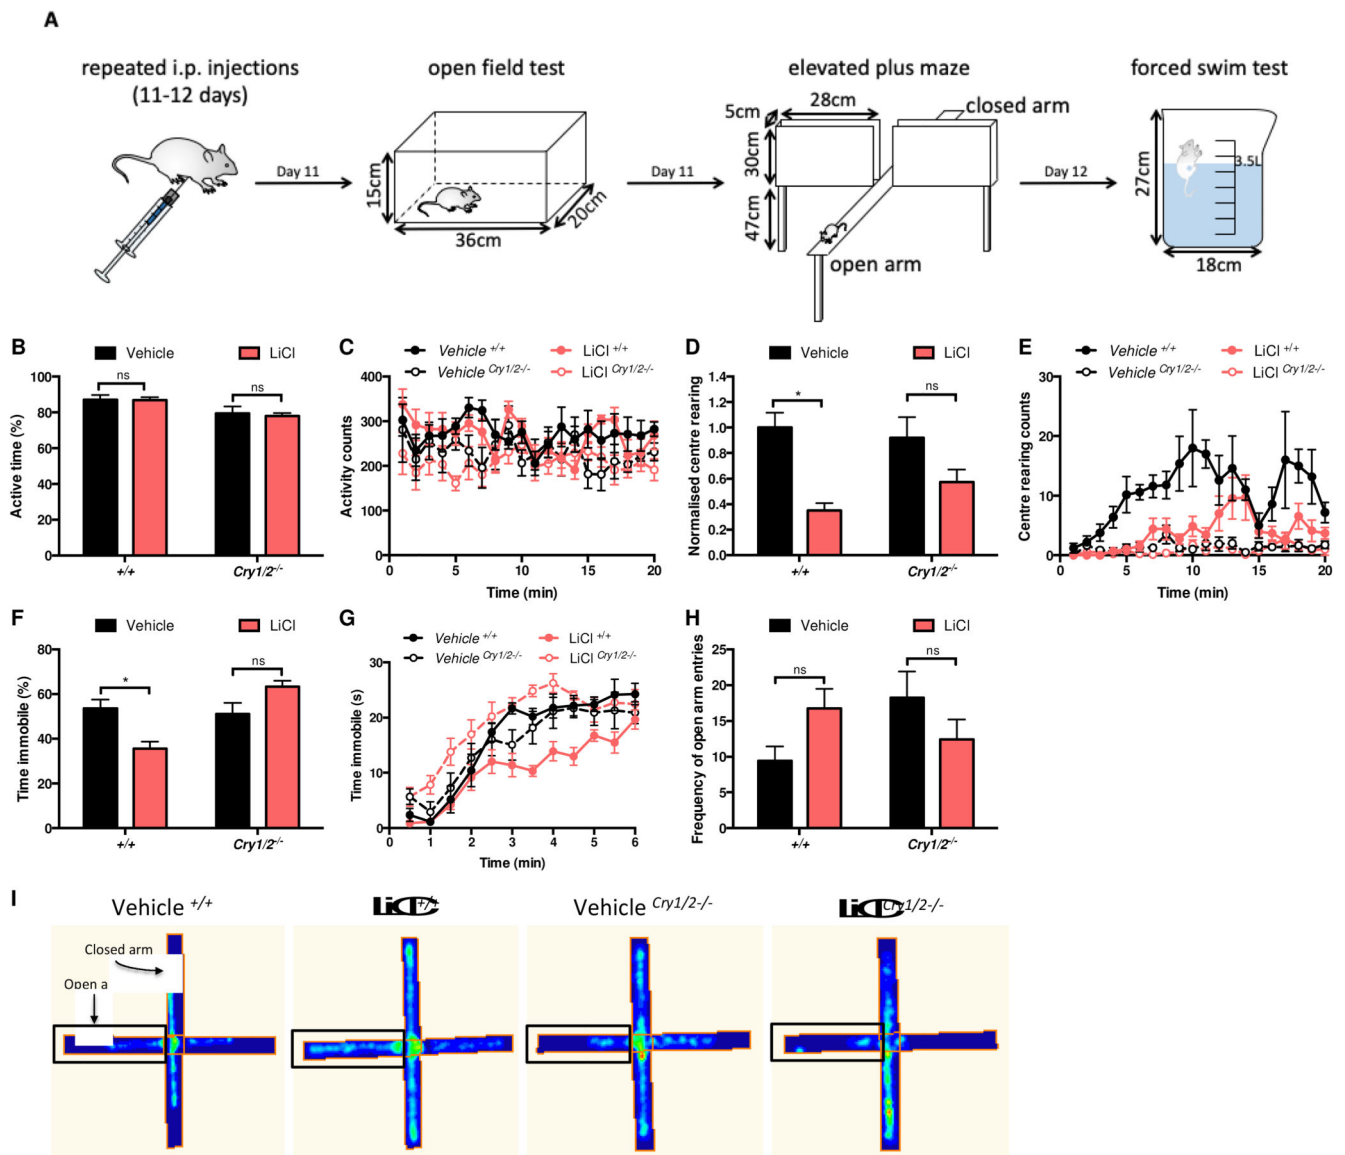 A
repeated i.p. injections
(11-12 days)
open field test
elevated plus maze
forced swim test
Day 11
15cm
36cm
20cm
Day 11
5cm
28cm
closed arm
30cm
47cm
open arm
Day 12
27cm
3.5L
18cm
B
Vehicle
LiCl
Active time (%)
100
80
60
40
20
0
ns
ns
+/+
Cry1/2-/-
C
Vehicle +/+
LiCl +/+
Vehicle Cry1/2-/-
LiCl Cry1/2-/-
Activity counts
400
300
200
100
0
0
5
10
15
20
Time (min)
D
Vehicle
LiCl
Normalised centre rearing
1.4
1.2
1.0
0.8
0.6
0.4
0.2
0.0
*
ns
+/+
Cry1/2-/-
E
Vehicle +/+
LiCl +/+
Vehicle Cry1/2-/-
LiCl Cry1/2-/-
Centre rearing counts
30
20
10
0
0
5
10
15
20
Time (min)
F
Vehicle
LiCl
Time immobile (%)
80
60
40
20
0
*
ns
+/+
Cry1/2-/-
G
Vehicle +/+
LiCl +/+
Vehicle Cry1/2-/-
LiCl Cry1/2-/-
Time immobile (s)
30
20
10
0
0
1
2
3
4
5
6
Time (min)
H
Vehicle
LiCl
Frequency of open arm entries
25
20
15
10
5
0
ns
ns
+/+
Cry1/2-/-
I
Vehicle +/+
+/+
Vehicle Cry1/2-/-
Cry1/2-/-
Closed arm
Open a